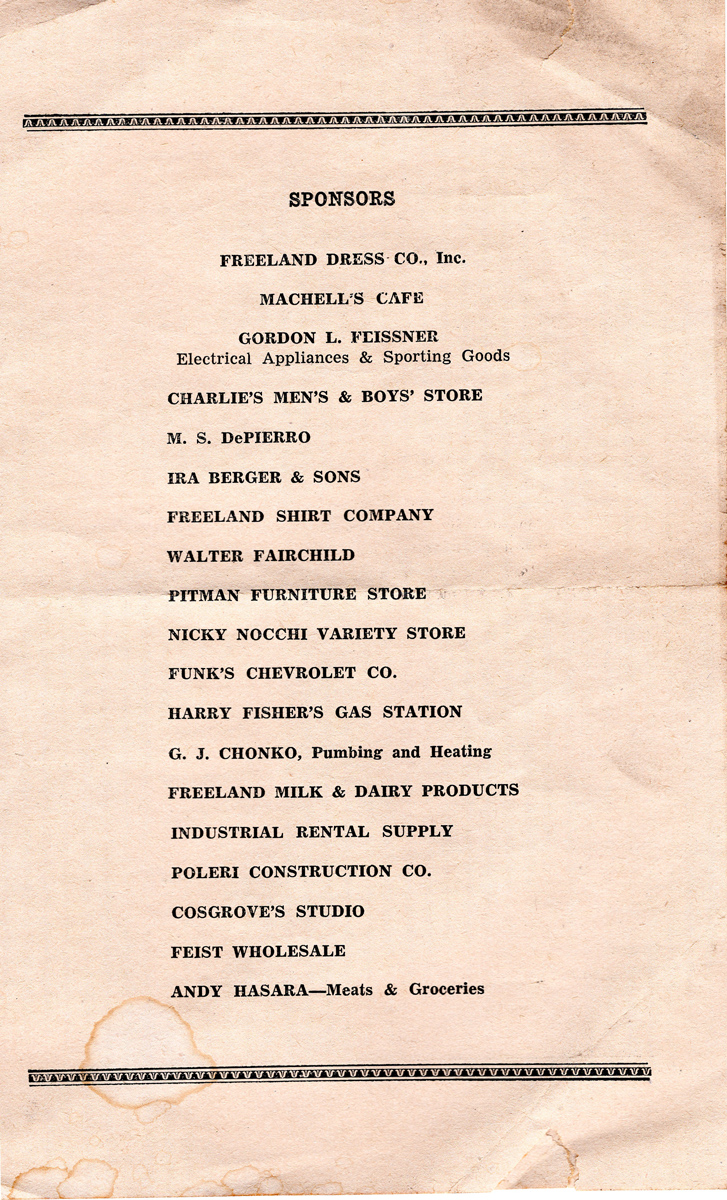 SPONSORS
FREELAND DRESS CO., Inc.
MACHELL'S CAFE
GORDON L. FEISSNER
Electrical Appliances & Sporting Goods
CHARLIE'S MEN'S & BOYS' STORE
M. S. DePIERRO
IRA BERGER & SONS
FREELAND SHIRT COMPANY
WALTER FAIRCHILD
PITMAN FURNITURE STORE
NICKY NOCCHI VARIETY STORE
FUNK'S CHEVROLET CO.
HARRY FISHER'S GAS STATION
G. J. CHONKO, Pumbing and Heating
FREELAND MILK & DAIRY PRODUCTS
INDUSTRIAL RENTAL SUPPLY
POLERI CONSTRUCTION CO.
COSGROVE'S STUDIO
FEIST WHOLESALE
ANDY HASARA—Meats & Groceries